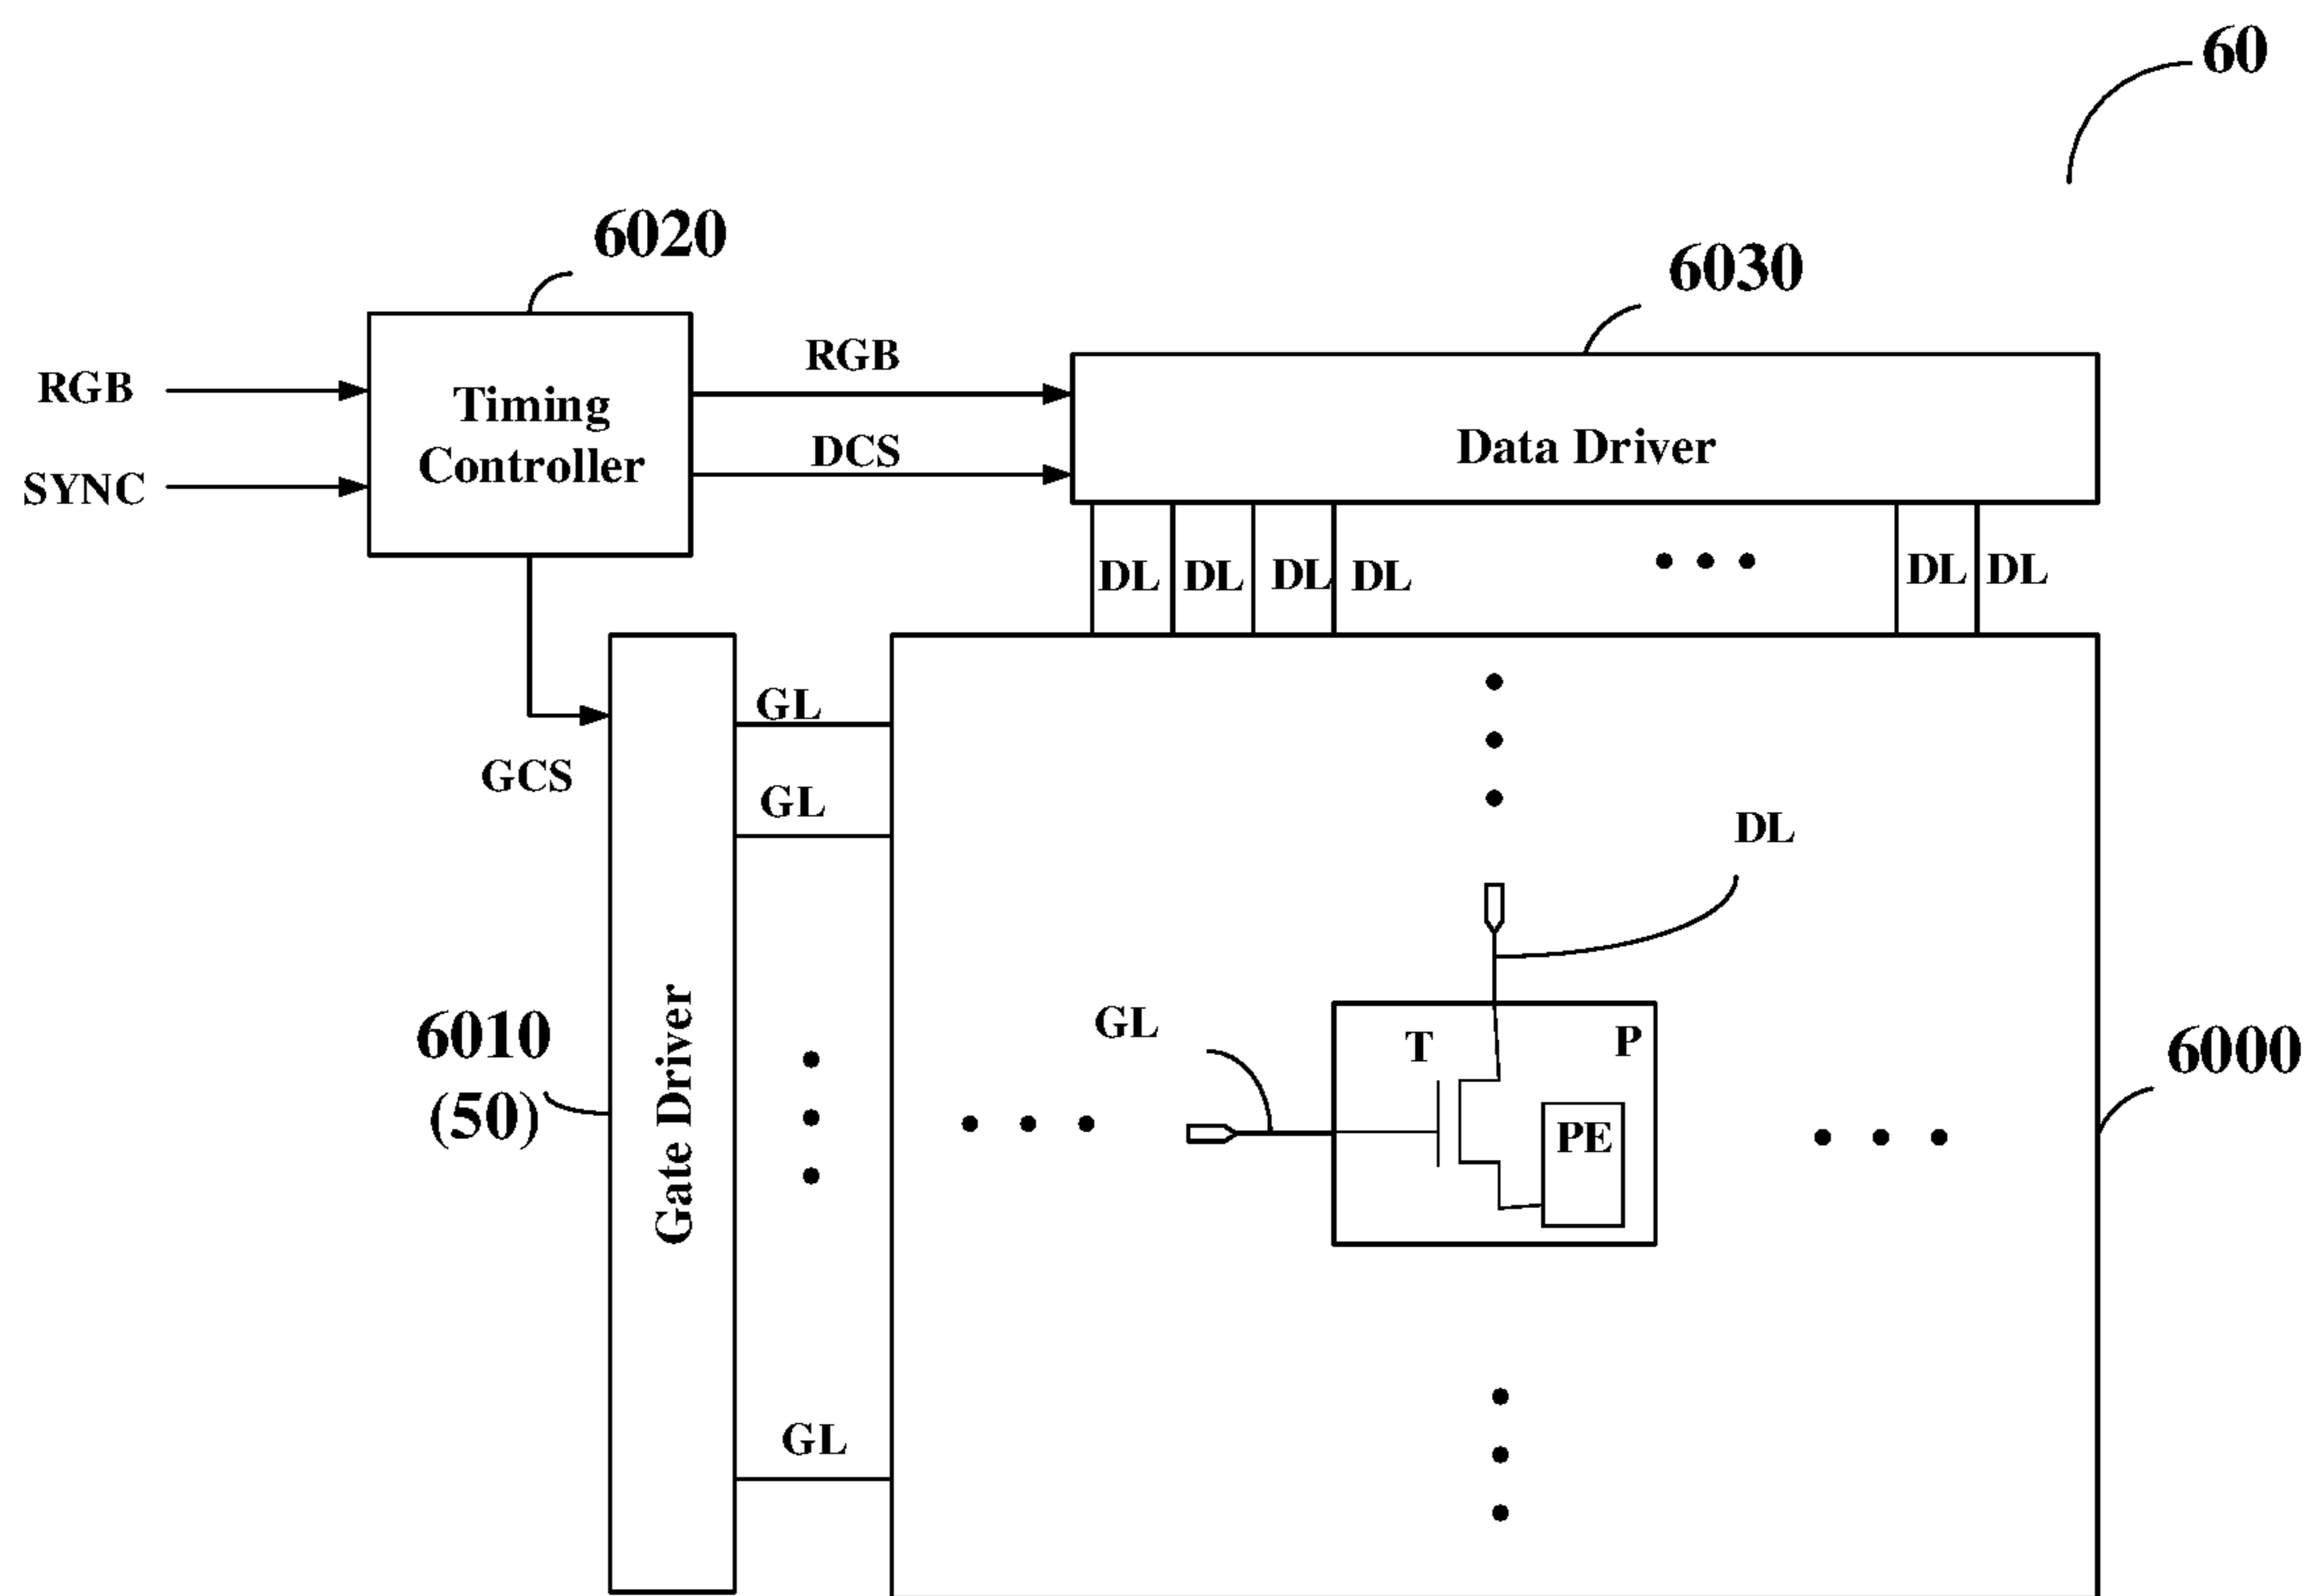 60
6020
6030
RGB
RGB
Timing
Controller
Data Driver
DCS
SYNC
DL
DL
DL
DL
DL
DL
GL
GCS
GL
DL
GL
6010
(50)
Gate Driver
T
P
6000
PE
GL